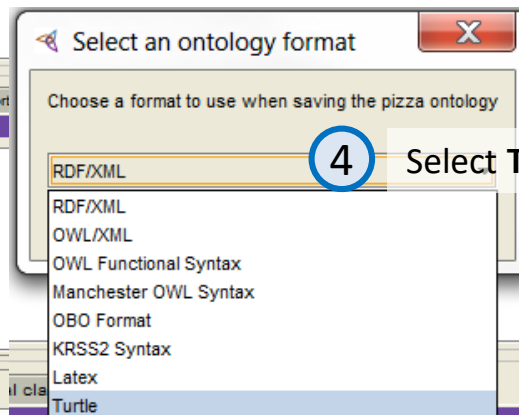 Select an ontology format
Choose a format to use when saving the pizza ontology
RDF/XML
4 Select
RDF/XML
OWL/XML
OWL Functional Syntax
Manchester OWL Syntax
OBO Format
KRSS2 Syntax
Latex
Turtle